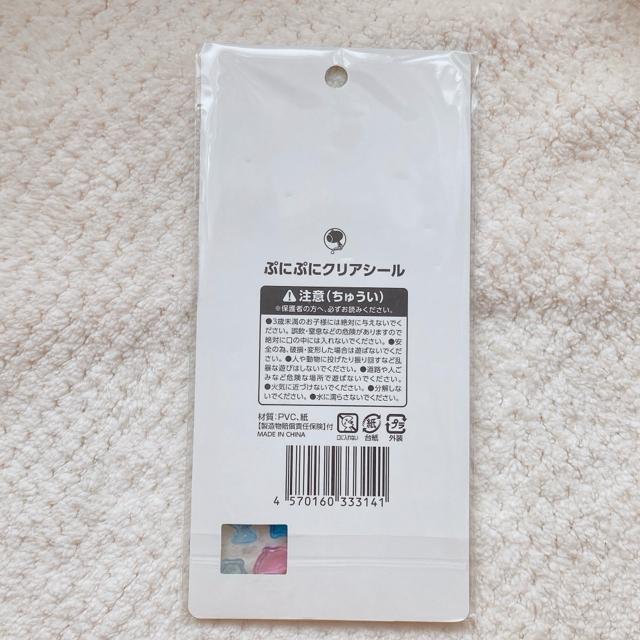 ぷにぷにクリアシール
注意(ちゅうい)
※保護者の方へ、必ずお読みください。
●3歳未満のお子様には絶対に与えないでく
ださい。誤飲・窒息などの危険がありますので
絶対に口の中には入れないでください。●安
全の為、破損・変形した場合は遊ばないでくだ
さい。●人や動物に投げたり振り回すなど乱
暴な遊びはしないでください。●道路や人ご
みなど危険な場所で遊ばないでください。
●火気に近づけないでください。●分解しな
いでください。●水に濡らさないでください。
材質:PVC、紙
【製造物賠償責任保険】付
MADE IN CHINA
口に入れない
紙
台紙
プラ
外装
4 570160 333141